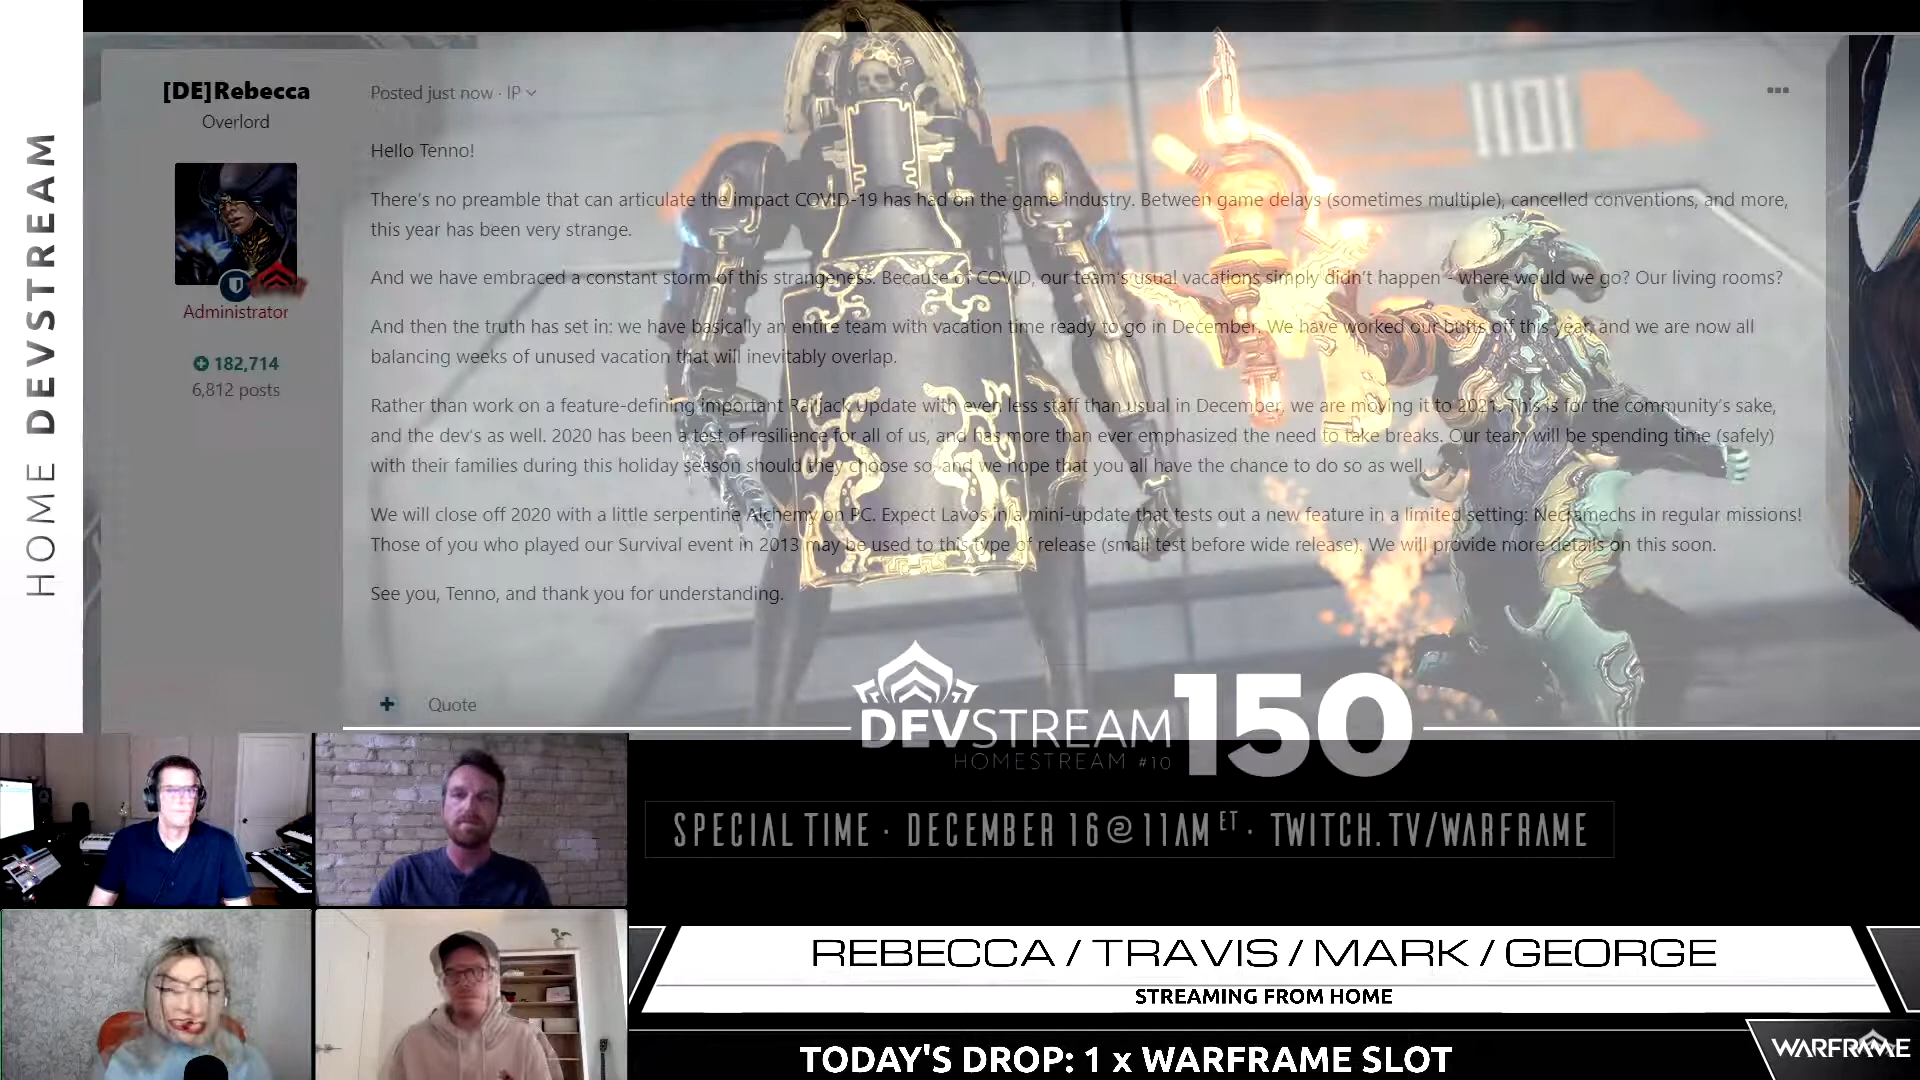 HOME DEVSTREAM
[DE]Rebecca
Overlord
Administrator
182,714
6,812 posts
Posted just now · IP
Hello Tenno!
There's no preamble that can articulate the impact COVID-19 has had on the game industry. Between game delays (sometimes multiple), cancelled conventions, and more,
this year has been very strange.
And we have embraced a constant storm of this strangeness. Because of COVID, our team's usual vacations simply didn't happen - where would we go? Our living rooms?
And then the truth has set in: we have basically an entire team with vacation time ready to go in December. We have worked our butts off this year, and we are now all
balancing weeks of unused vacation that will inevitably overlap.
Rather than work on a feature-defining important Railjack Update with even less staff than usual in December, we are moving it to 2021. This is for the community's sake,
and the dev's as well. 2020 has been a test of resilience for all of us, and has more than ever emphasized the need to take breaks. Our team will be spending time (safely)
with their families during this holiday season should they choose so, and we hope that you all have the chance to do so as well.
We will close off 2020 with a little serpentine Alchemy on PC. Expect Lavos in a mini-update that tests out a new feature in a limited setting: Necramechs in regular missions!
Those of you who played our Survival event in 2013 may be used to this type of release (small test before wide release). We will provide more details on this soon.
See you, Tenno, and thank you for understanding.
Quote
1101
DEVSTREAM 150
HOMESTREAM #10
SPECIAL TIME · DECEMBER 16 @ 11AM ET · TWITCH.TV/WARFRAME
REBECCA / TRAVIS / MARK / GEORGE
STREAMING FROM HOME
TODAY'S DROP: 1 x WARFRAME SLOT
WARFRAME